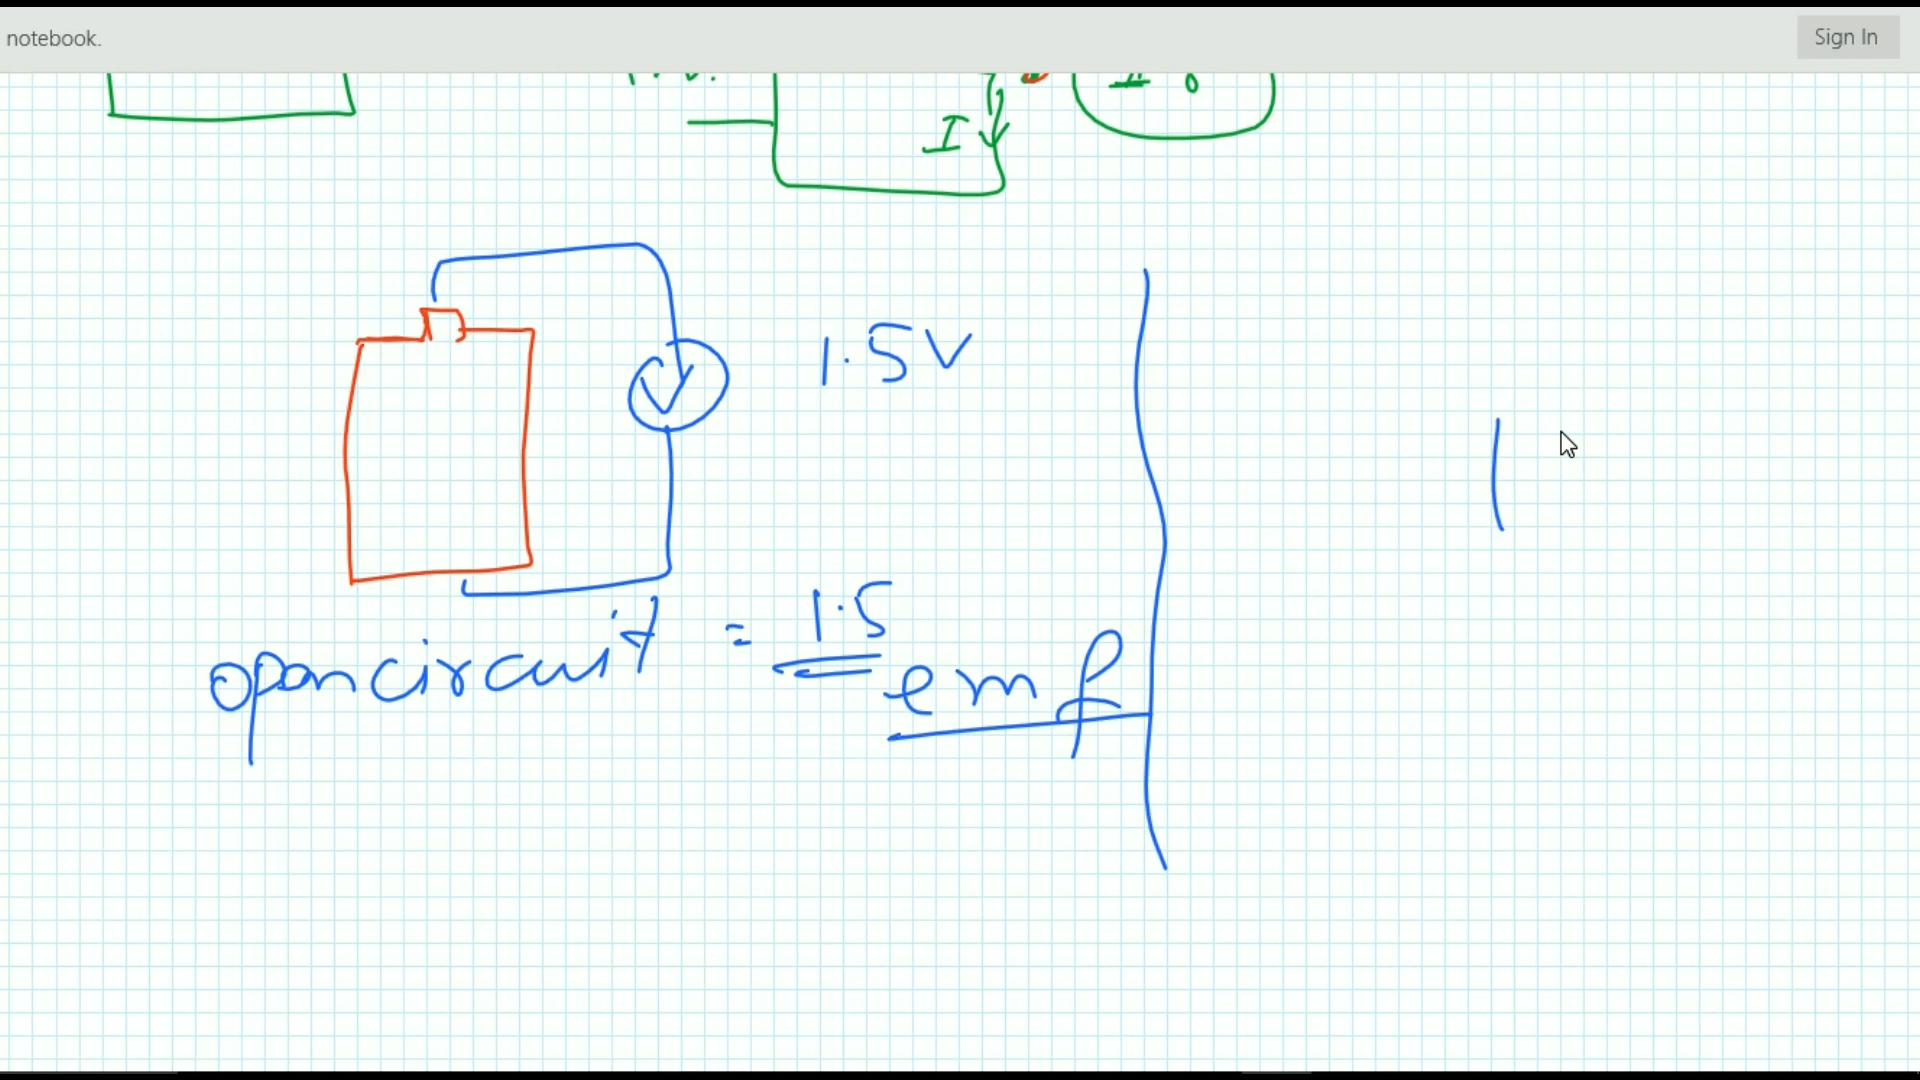 notebook.
Sign In
I
V
1.5V
open circuit = 1.5
emf